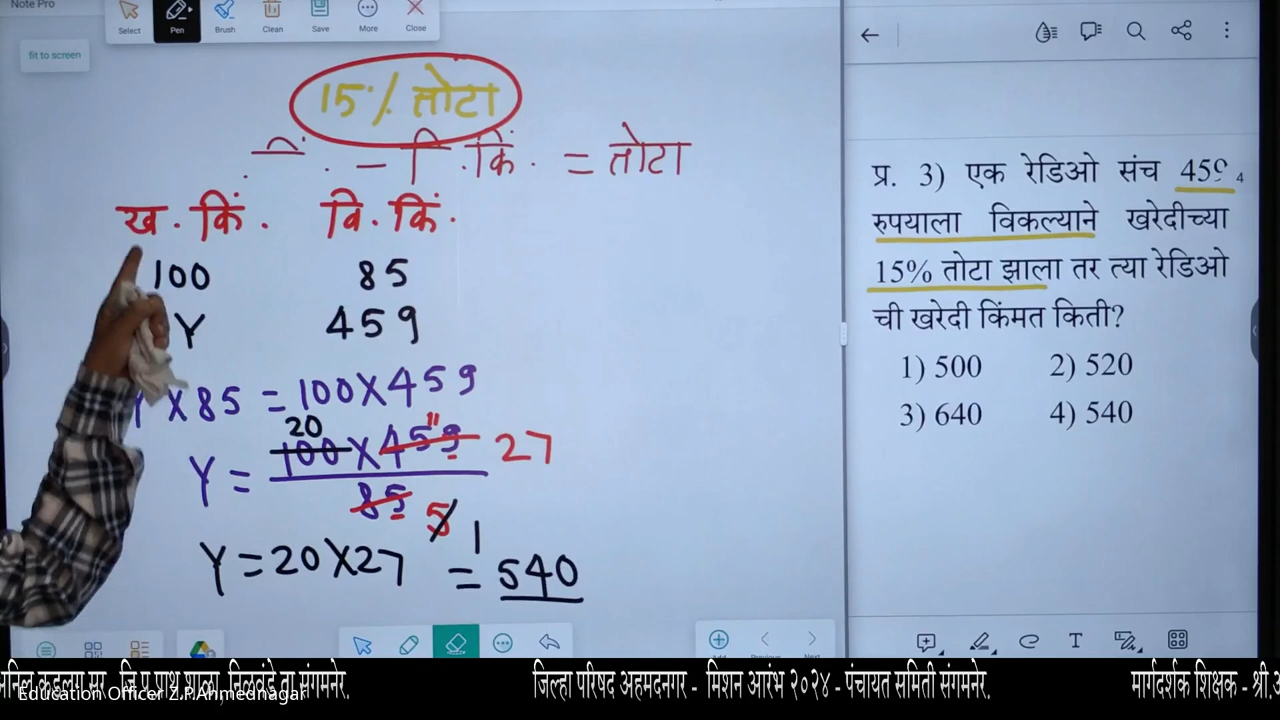 Note Pro
Select Pen Brush Clean Save More Close
fit to screen
15% तोटा
- वि.किं. = तोटा
ख. किं. वि. किं.
100 85
Y 459
Y X 85 = 100 X 459
20
Y = 100 X 459 27
85 5 1
Y = 20 X 27 = 540
प्र. 3) एक रेडिओ संच 459
रुपयाला विकल्याने खरेदीच्या
15% तोटा झाला तर त्या रेडिओ
ची खरेदी किंमत किती?
1) 500 2) 520
3) 640 4) 540
जिल्हा परिषद अहमदनगर - मिशन आरंभ २०२४ - पंचायत समिती संगमनेर.
मार्गदर्शक शिक्षक - श्री.
Education Officer Z.P.Ahmednagar